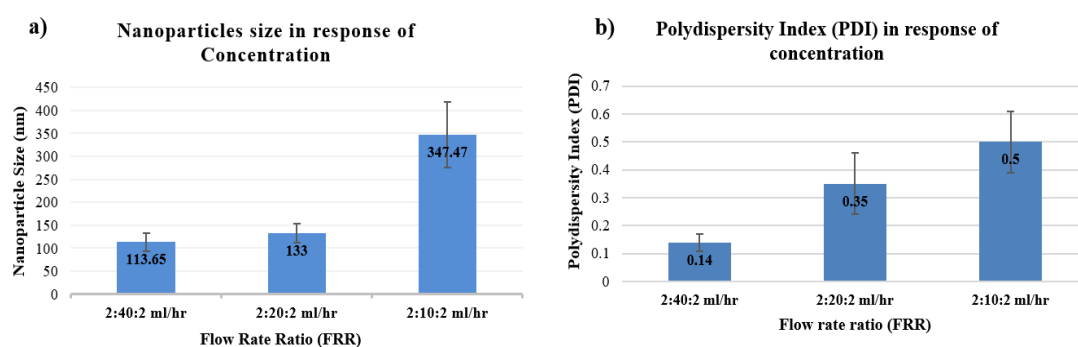 a)
Nanoparticles size in response of
Concentration
Nanoparticle Size (nm)
450
400
350
300
250
200
150
100
50
0
113.65
133
347.47
2:40:2 ml/hr
2:20:2 ml/hr
2:10:2 ml/hr
Flow Rate Ratio (FRR)
b)
Polydispersity Index (PDI) in response of
concentration
Polydispersity Index (PDI)
0.7
0.6
0.5
0.4
0.3
0.2
0.1
0
0.14
0.35
0.5
2:40:2 ml/hr
2:20:2 ml/hr
2:10:2 ml/hr
Flow rate ratio (FRR)